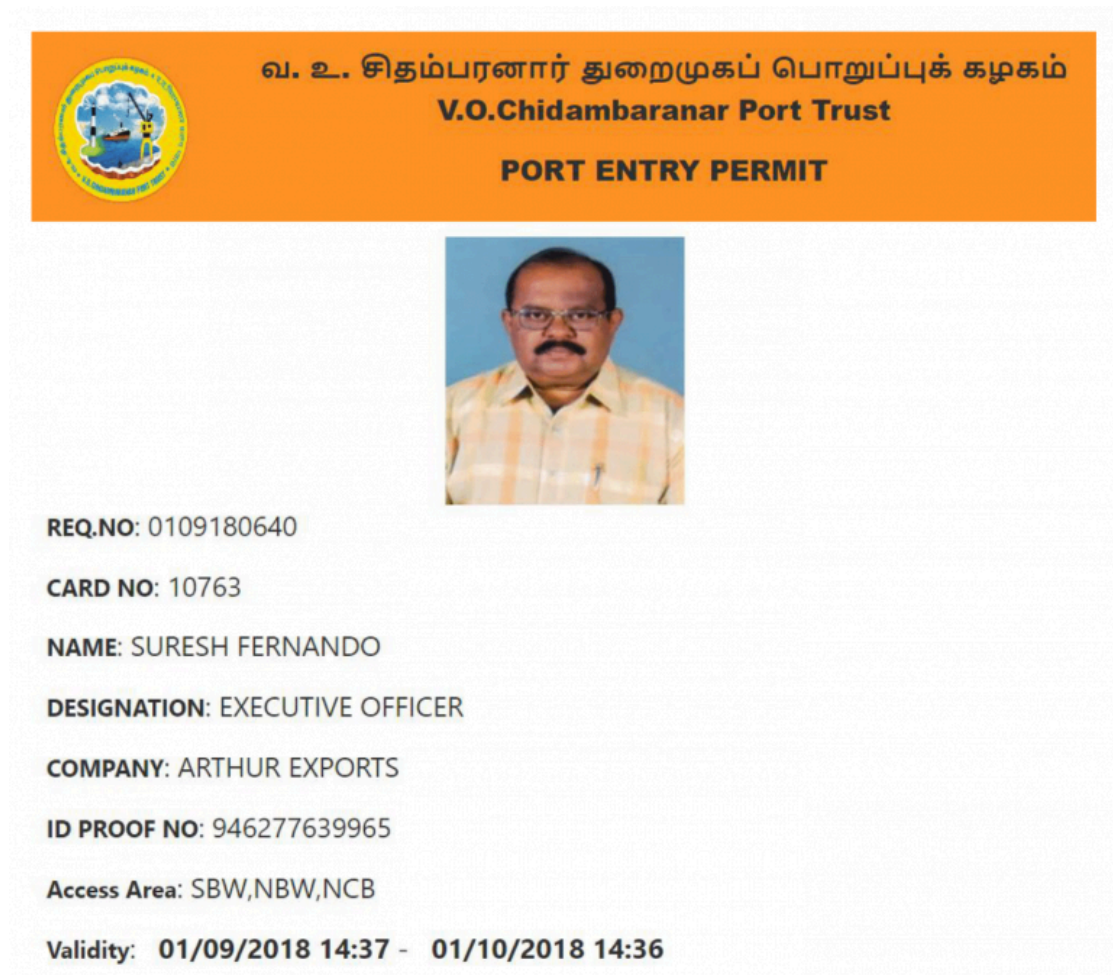 வ. உ. சிதம்பரனார் துறைமுகப் பொறுப்புக் கழகம்
V.O.Chidambaranar Port Trust
PORT ENTRY PERMIT
REQ.NO: 0109180640
CARD NO: 10763
NAME: SURESH FERNANDO
DESIGNATION: EXECUTIVE OFFICER
COMPANY: ARTHUR EXPORTS
ID PROOF NO: 946277639965
Access Area: SBW,NBW,NCB
Validity: 01/09/2018 14:37 - 01/10/2018 14:36